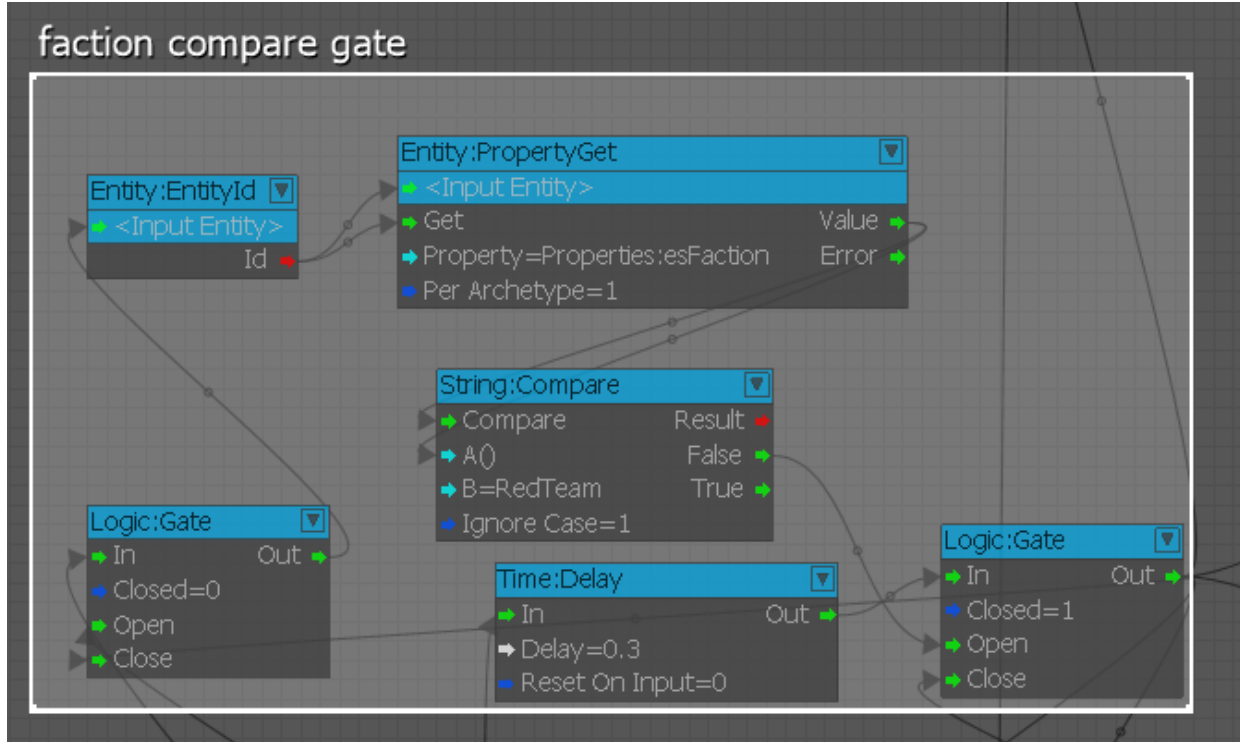 faction compare gate
Entity:PropertyGet
<Input Entity>
Get Value
Property=Properties:esFaction Error
Per Archetype=1
Entity:EntityId
<Input Entity>
Id
String:Compare
Compare Result
A() False
B=RedTeam True
Ignore Case=1
Logic:Gate
In Out
Closed=0
Open
Close
Time:Delay
In Out
Delay=0.3
Reset On Input=0
Logic:Gate
In Out
Closed=1
Open
Close